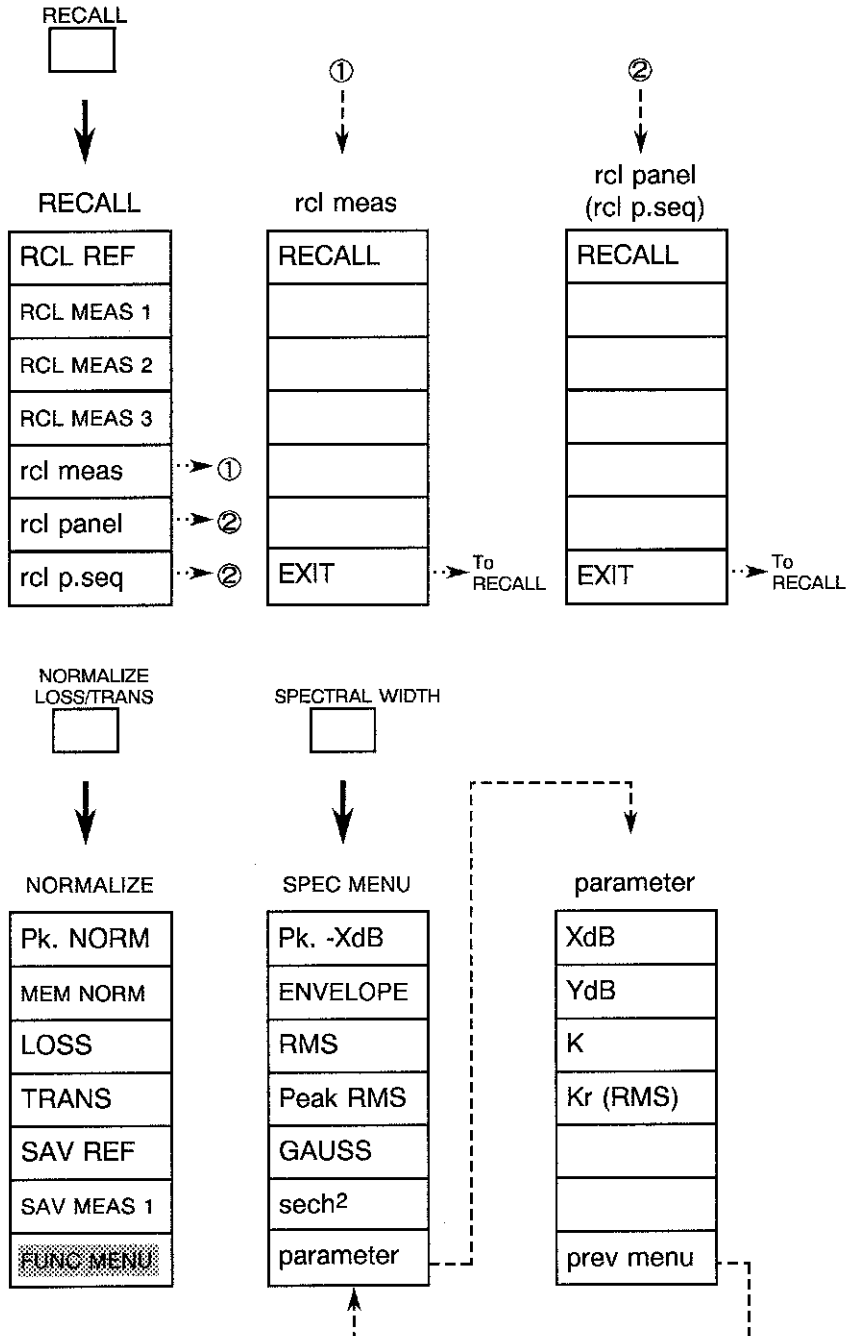 RECALL
①
②
RECALL
rcl meas
rcl panel
(rcl p.seq)
RCL REF
RCL MEAS 1
RCL MEAS 2
RCL MEAS 3
rcl meas
①
rcl panel
②
rcl p.seq
②
RECALL
EXIT
To
RECALL
RECALL
EXIT
To
RECALL
NORMALIZE
LOSS/TRANS
SPECTRAL WIDTH
NORMALIZE
Pk. NORM
MEM NORM
LOSS
TRANS
SAV REF
SAV MEAS 1
FUNC MENU
SPEC MENU
Pk. -XdB
ENVELOPE
RMS
Peak RMS
GAUSS
sech2
parameter
parameter
XdB
YdB
K
Kr (RMS)
prev menu